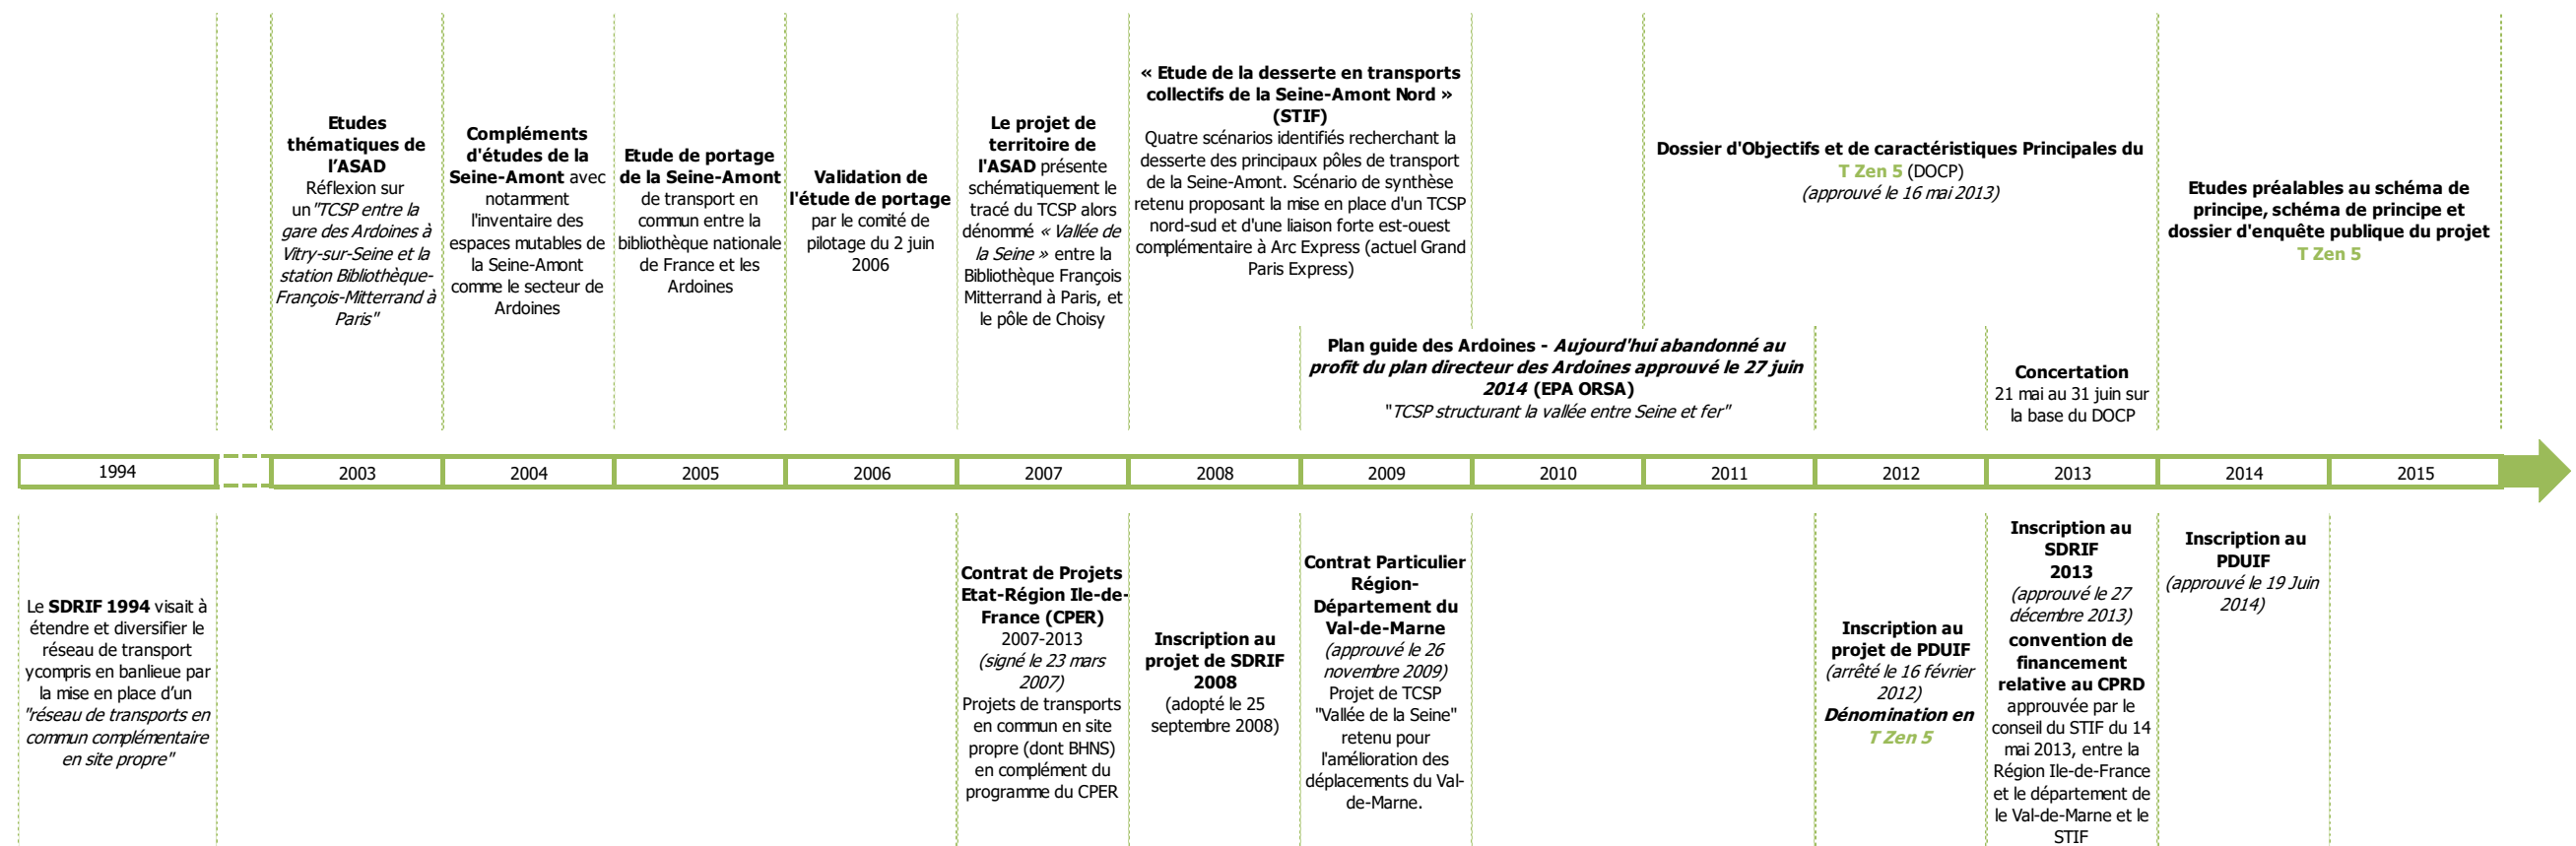 Etudes
thématiques de
l’ASAD
Réflexion sur
un "TCSP entre la
gare des Ardoines à
Vitry-sur-Seine et la
station Bibliothèque-
François-Mitterrand à
Paris"
Compléments
d'études de la
Seine-Amont avec
notamment
l'inventaire des
espaces mutables de
la Seine-Amont
comme le secteur de
Ardoines
Etude de portage
de la Seine-Amont
de transport en
commun entre la
bibliothèque nationale
de France et les
Ardoines
Validation de
l'étude de portage
par le comité de
pilotage du 2 juin
2006
Le projet de
territoire de
l'ASAD présente
schématiquement le
tracé du TCSP alors
dénommé « Vallée de
la Seine » entre la
Bibliothèque François
Mitterrand à Paris, et
le pôle de Choisy
« Etude de la desserte en transports
collectifs de la Seine-Amont Nord »
(STIF)
Quatre scénarios identifiés recherchant la
desserte des principaux pôles de transport
de la Seine-Amont. Scénario de synthèse
retenu proposant la mise en place d'un TCSP
nord-sud et d'une liaison forte est-ouest
complémentaire à Arc Express (actuel Grand
Paris Express)
Plan guide des Ardoines - Aujourd'hui abandonné au
profit du plan directeur des Ardoines approuvé le 27 juin
2014 (EPA ORSA)
"TCSP structurant la vallée entre Seine et fer"
Dossier d'Objectifs et de caractéristiques Principales du
T Zen 5 (DOCP)
(approuvé le 16 mai 2013)
Concertation
21 mai au 31 juin sur
la base du DOCP
Etudes préalables au schéma de
principe, schéma de principe et
dossier d'enquête publique du projet
T Zen 5
1994
2003
2004
2005
2006
2007
2008
2009
2010
2011
2012
2013
2014
2015
Le SDRIF 1994 visait à
étendre et diversifier le
réseau de transport
ycompris en banlieue par
la mise en place d’un
"réseau de transports en
commun complémentaire
en site propre"
Contrat de Projets
Etat-Région Ile-de-
France (CPER)
2007-2013
(signé le 23 mars
2007)
Projets de transports
en commun en site
propre (dont BHNS)
en complément du
programme du CPER
Inscription au
projet de SDRIF
2008
(adopté le 25
septembre 2008)
Contrat Particulier
Région-
Département du
Val-de-Marne
(approuvé le 26
novembre 2009)
Projet de TCSP
"Vallée de la Seine"
retenu pour
l'amélioration des
déplacements du Val-
de-Marne.
Inscription au
projet de PDUIF
(arrêté le 16 février
2012)
Dénomination en
T Zen 5
Inscription au
SDRIF
2013
(approuvé le 27
décembre 2013)
convention de
financement
relative au CPRD
approuvée par le
conseil du STIF du 14
mai 2013, entre la
Région Ile-de-France
et le département de
le Val-de-Marne et le
STIF
Inscription au
PDUIF
(approuvé le 19 Juin
2014)